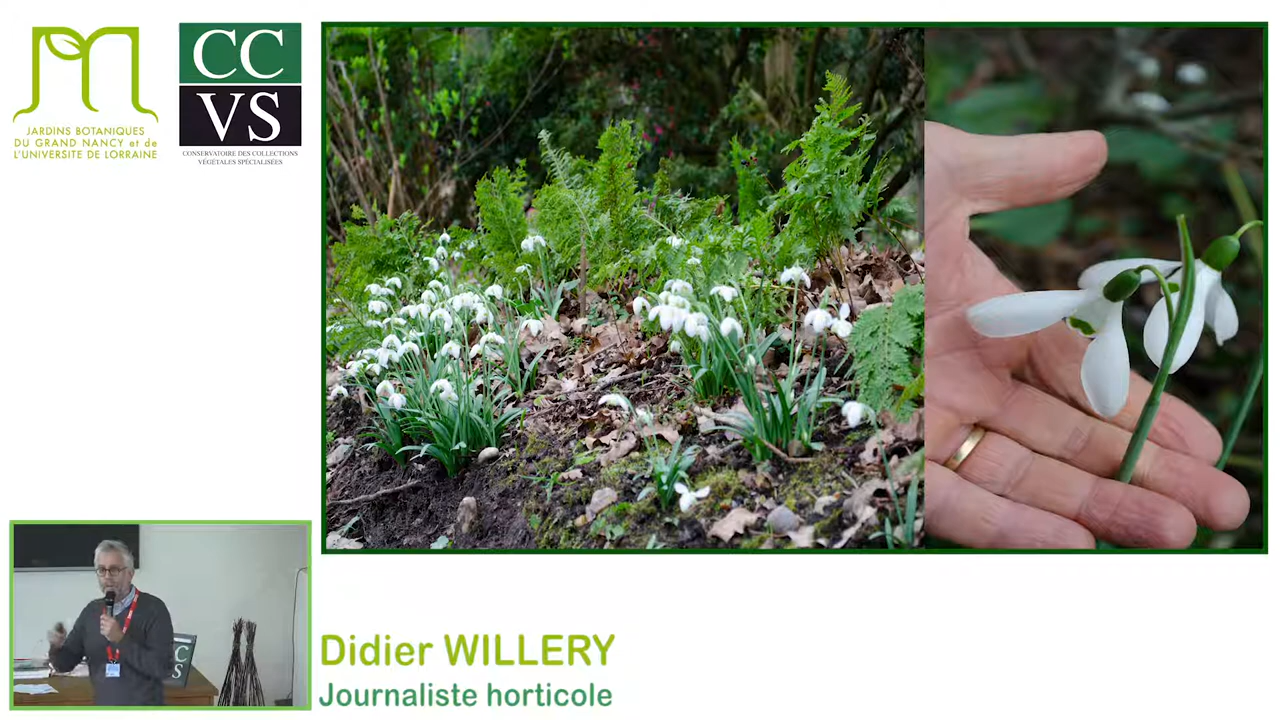 JARDINS BOTANIQUES
DU GRAND NANCY et de
L'UNIVERSITE DE LORRAINE
CC
VS
CONSERVATOIRE DES COLLECTIONS
VÉGÉTALES SPÉCIALISÉES
C
S
Didier WILLERY
Journaliste horticole